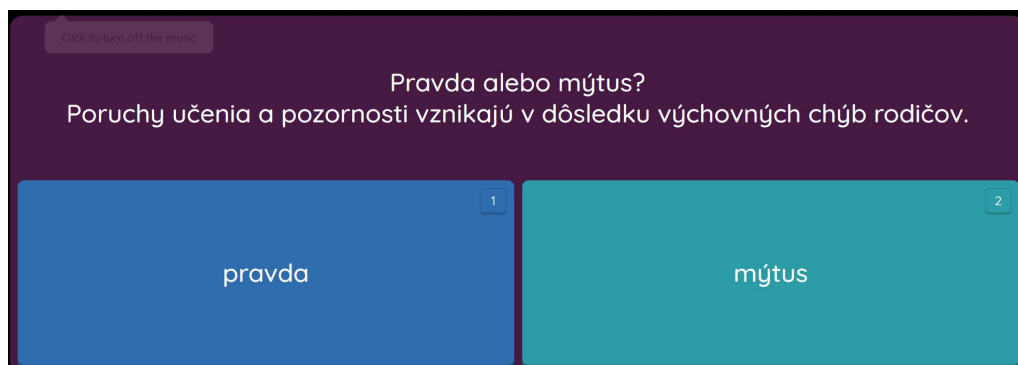 Click to turn off the music
Pravda alebo mýtus?
Poruchy učenia a pozornosti vznikajú v dôsledku výchovných chýb rodičov.
1
2
pravda
mýtus